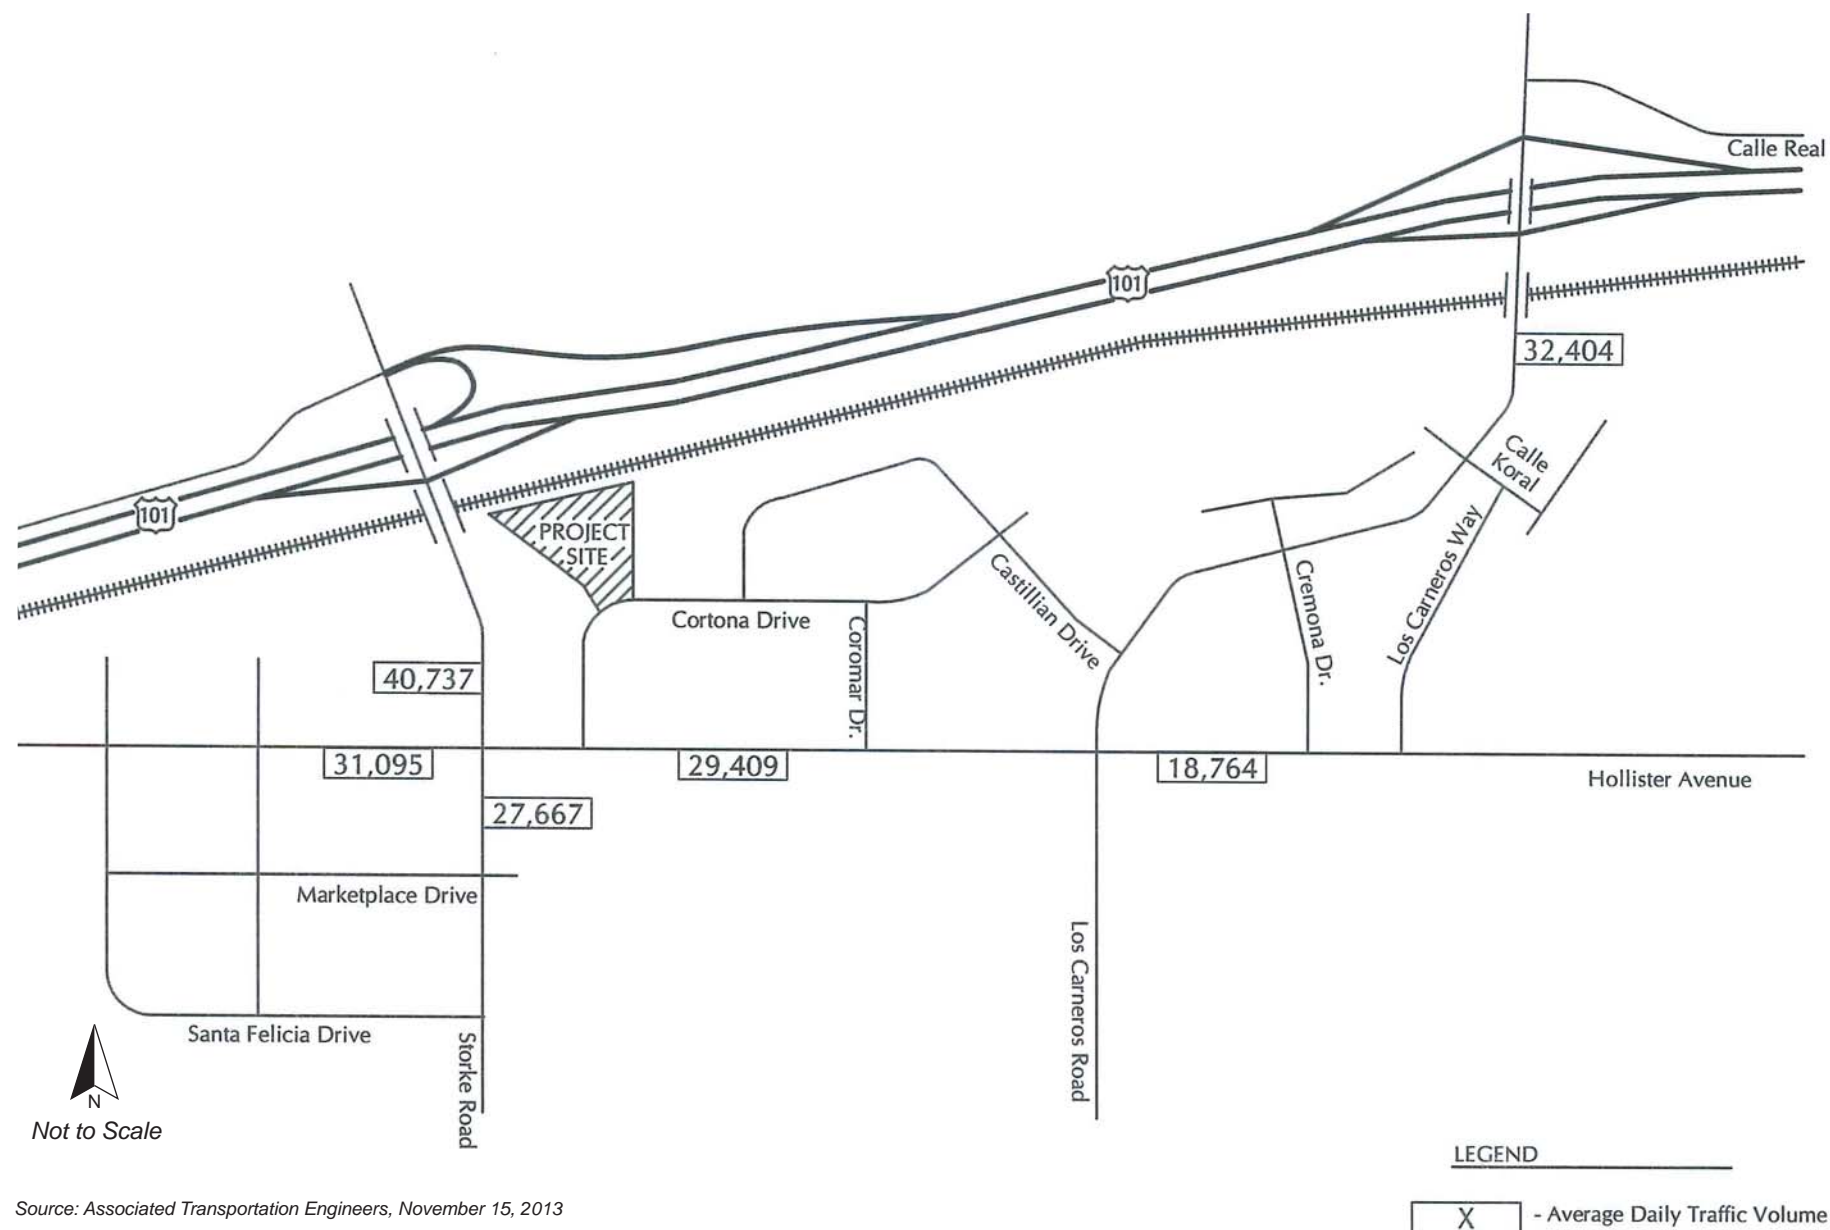 Calle Real
101
32,404
Calle
Koral
101
PROJECT
SITE
Cortona Drive
Coromar Dr.
Castillian Drive
Cremona Dr.
Los Carneros Way
40,737
31,095
29,409
18,764
Hollister Avenue
27,667
Marketplace Drive
Los Carneros Road
Santa Felicia Drive
Storke Road
N
Not to Scale
LEGEND
X - Average Daily Traffic Volume
Source: Associated Transportation Engineers, November 15, 2013